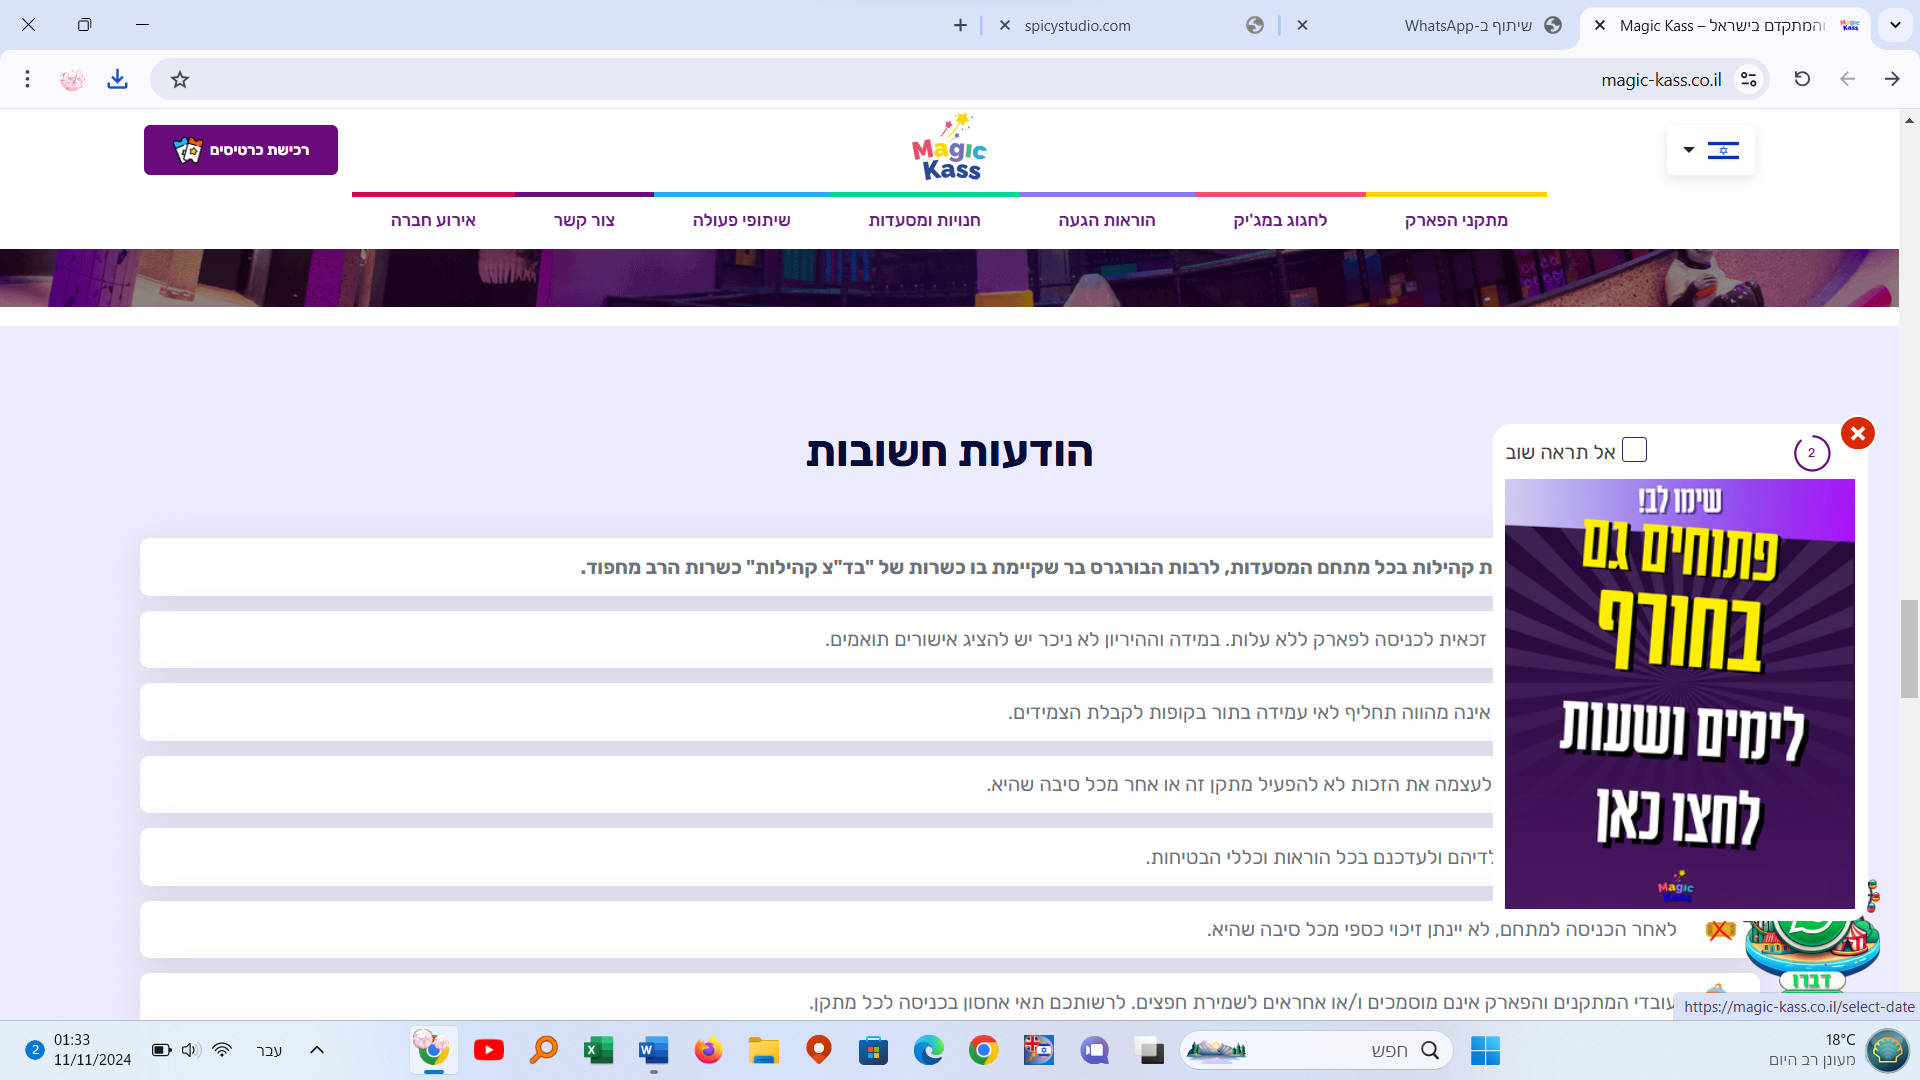 Magic Kass – והמתקדם בישראל
שיתוף ב-WhatsApp
spicystudio.com
magic-kass.co.il
Magic
Kass
רכישת כרטיסים
מתקני הפארק
לחגוג במג'יק
הוראות הגעה
חנויות ומסעדות
שיתופי פעולה
צור קשר
אירוע חברה
הודעות חשובות
ת קהילות בכל מתחם המסעדות, לרבות הבורגרס בר שקיימת בו כשרות של "בד"צ קהילות" כשרות הרב מחפוד.
זכאית לכניסה לפארק ללא עלות. במידה וההיריון לא ניכר יש להציג אישורים תואמים.
אינה מהווה תחליף לאי עמידה בתור בקופות לקבלת הצמידים.
לעצמה את הזכות לא להפעיל מתקן זה או אחר מכל סיבה שהיא.
לדיהם ולעדכנם בכל הוראות וכללי הבטיחות.
לאחר הכניסה למתחם, לא יינתן זיכוי כספי מכל סיבה שהיא.
עובדי המתקנים והפארק אינם מוסמכים ו/או אחראים לשמירת חפצים. לרשותכם תאי אחסון בכניסה לכל מתקן.
2
אל תראה שוב
שימו לב!
פתוחים גם
בחורף
לימים ושעות
לחצו כאן
Magic
Kass
דברו
https://magic-kass.co.il/select-date
18°C
מעונן רב היום
חפש
עבר
01:33
11/11/2024
2